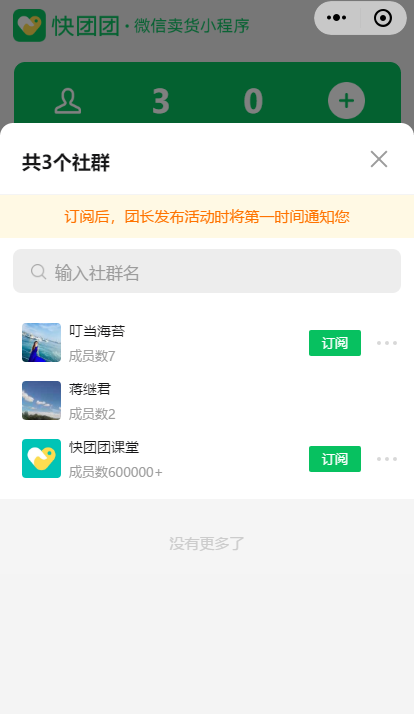 快团团·微信卖货小程序
3 0
共3个社群
订阅后，团长发布活动时将第一时间通知您
输入社群名
叮当海苔
成员数7
订阅
蒋继君
成员数2
快团团课堂
成员数600000+
订阅
没有更多了